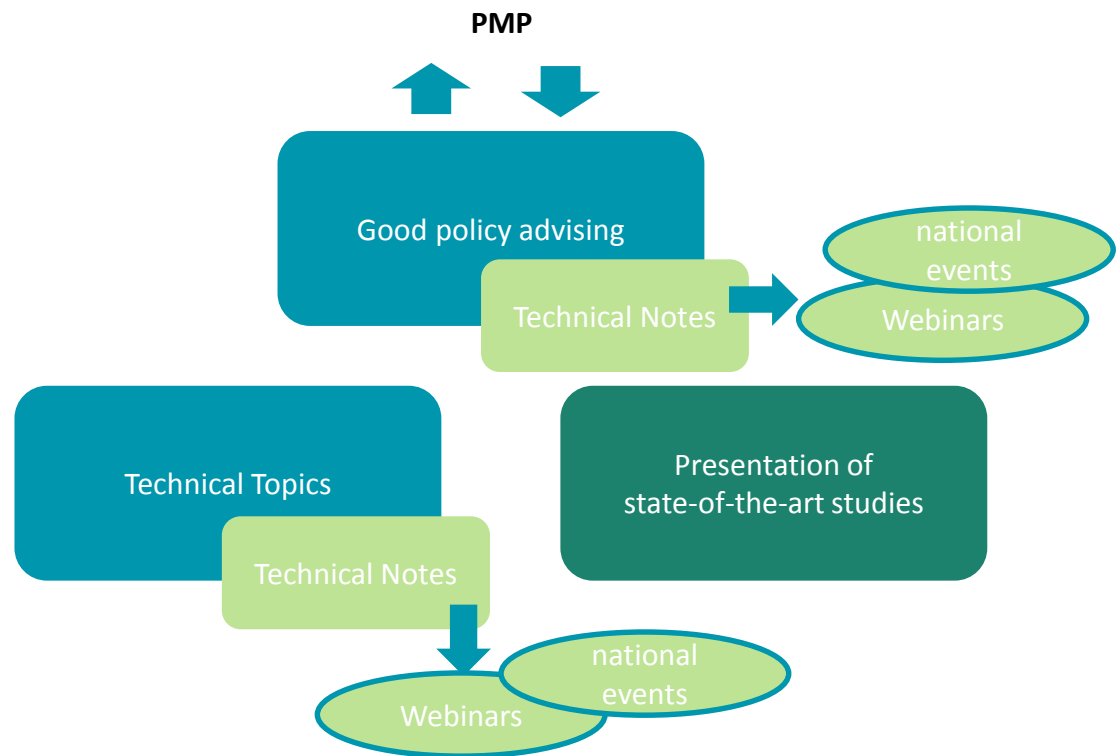 PMP
Good policy advising
national
events
Technical Notes
Webinars
Technical Topics
Presentation of
state-of-the-art studies
Technical Notes
national
events
Webinars